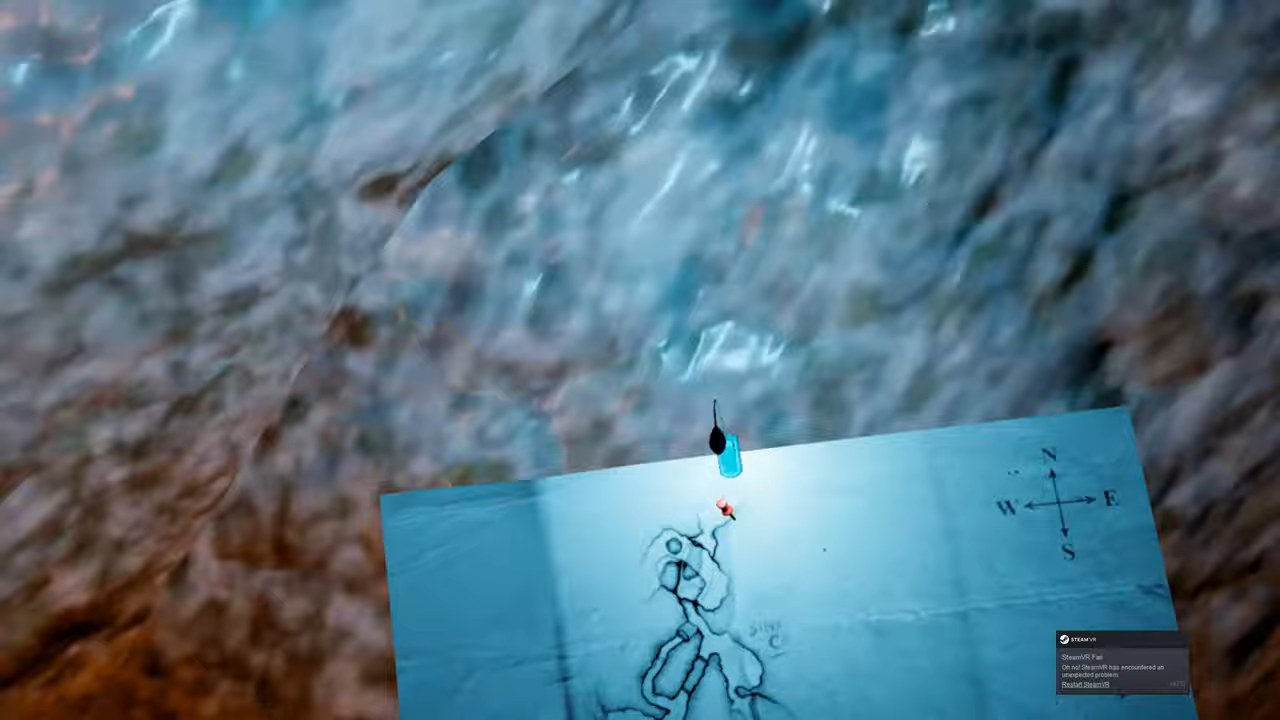 N
W E
S
STEAMVR
SteamVR Fail
Oh no! SteamVR has encountered an
unexpected problem.
Restart SteamVR